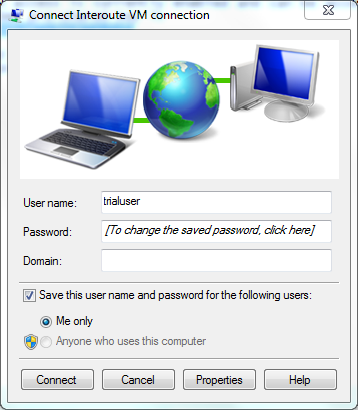 Connect Interoute VM connection
User name: trialuser
Password: [To change the saved password, click here]
Domain:
Save this user name and password for the following users:
Me only
Anyone who uses this computer
Connect Cancel Properties Help